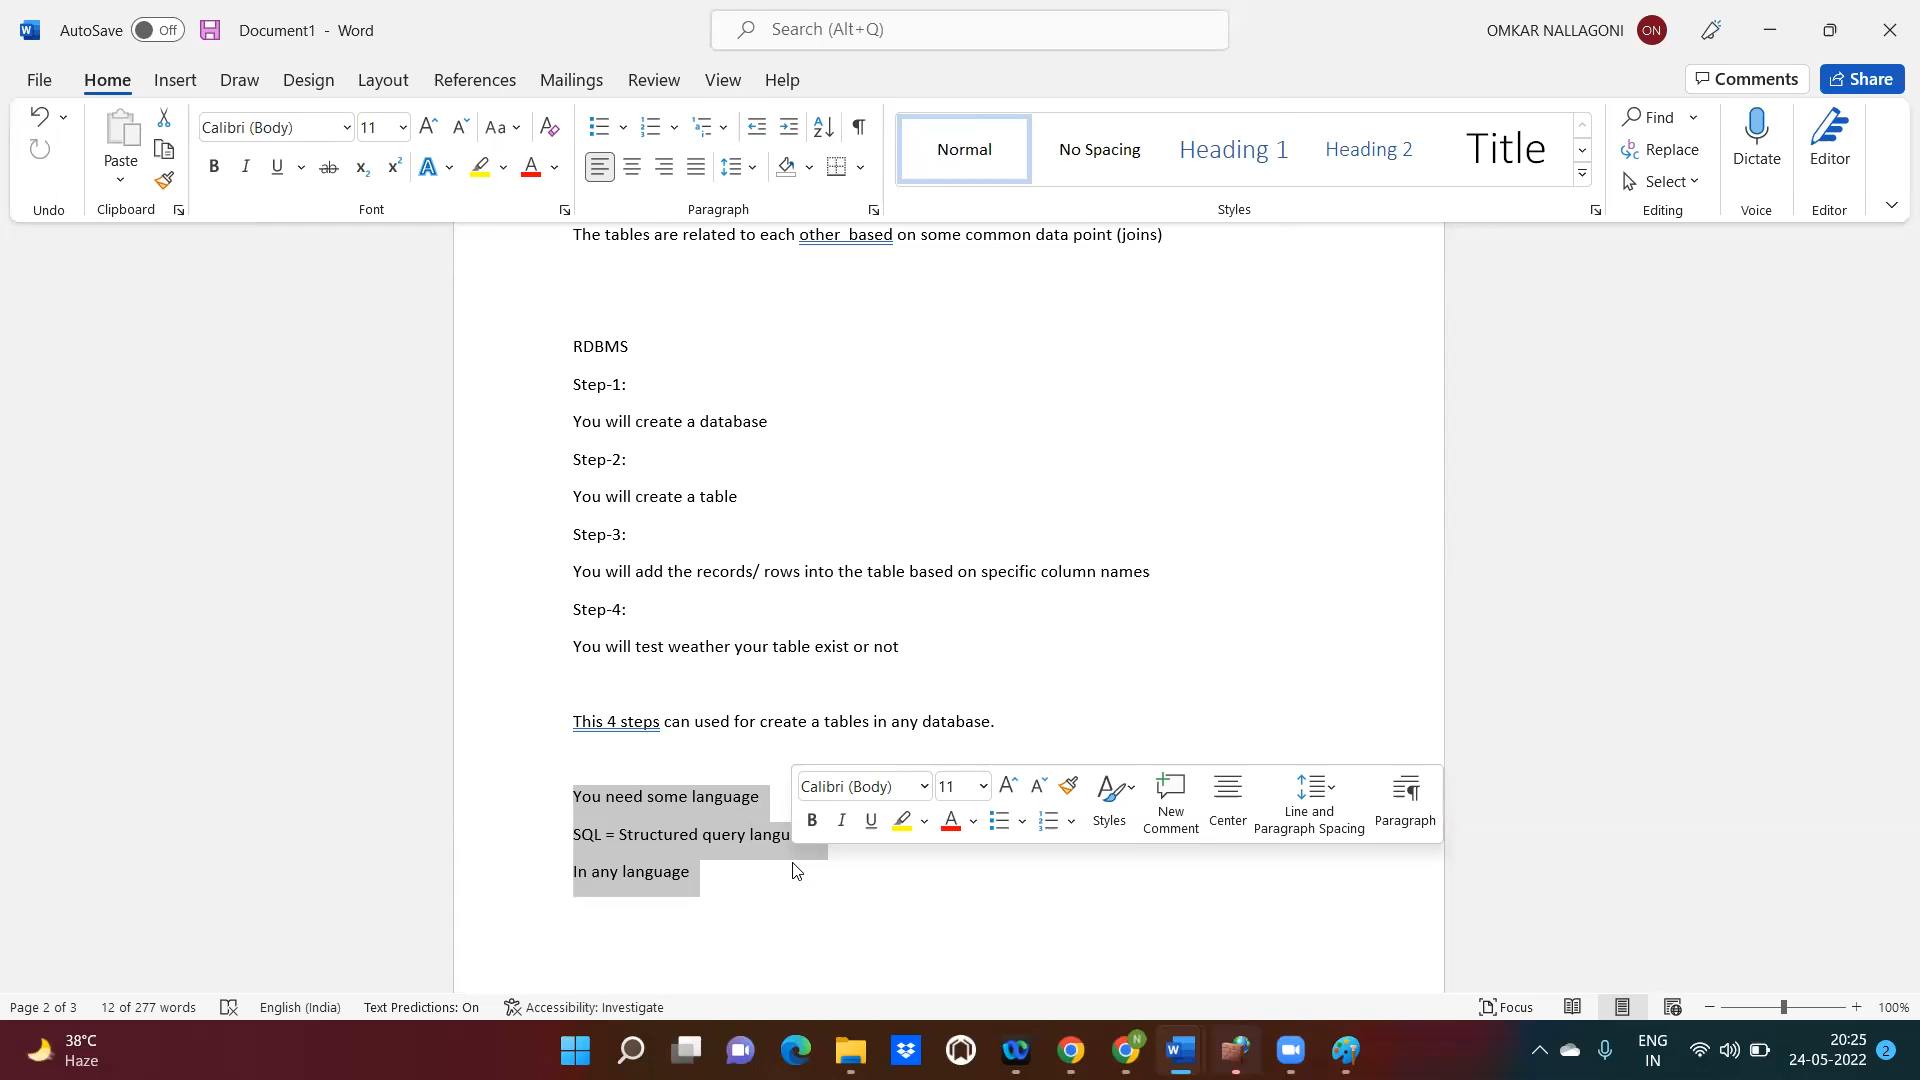 AutoSave Off Document1 - Word Search (Alt+Q) OMKAR NALLAGONI ON
File Home Insert Draw Design Layout References Mailings Review View Help Comments Share
Paste Calibri (Body) 11 Aa Normal No Spacing Heading 1 Heading 2 Title Find Replace Select Dictate Editor
Undo Clipboard Font Paragraph Styles Editing Voice Editor
The tables are related to each other based on some common data point (joins)
RDBMS
Step-1:
You will create a database
Step-2:
You will create a table
Step-3:
You will add the records/ rows into the table based on specific column names
Step-4:
You will test weather your table exist or not
This 4 steps can used for create a tables in any database.
You need some language
SQL = Structured query langu
In any language
Calibri (Body) 11
Styles New Comment Center Line and Paragraph Spacing Paragraph
Page 2 of 3 12 of 277 words English (India) Text Predictions: On Accessibility: Investigate Focus 100%
38°C
Haze
ENG
IN
20:25
24-05-2022
2